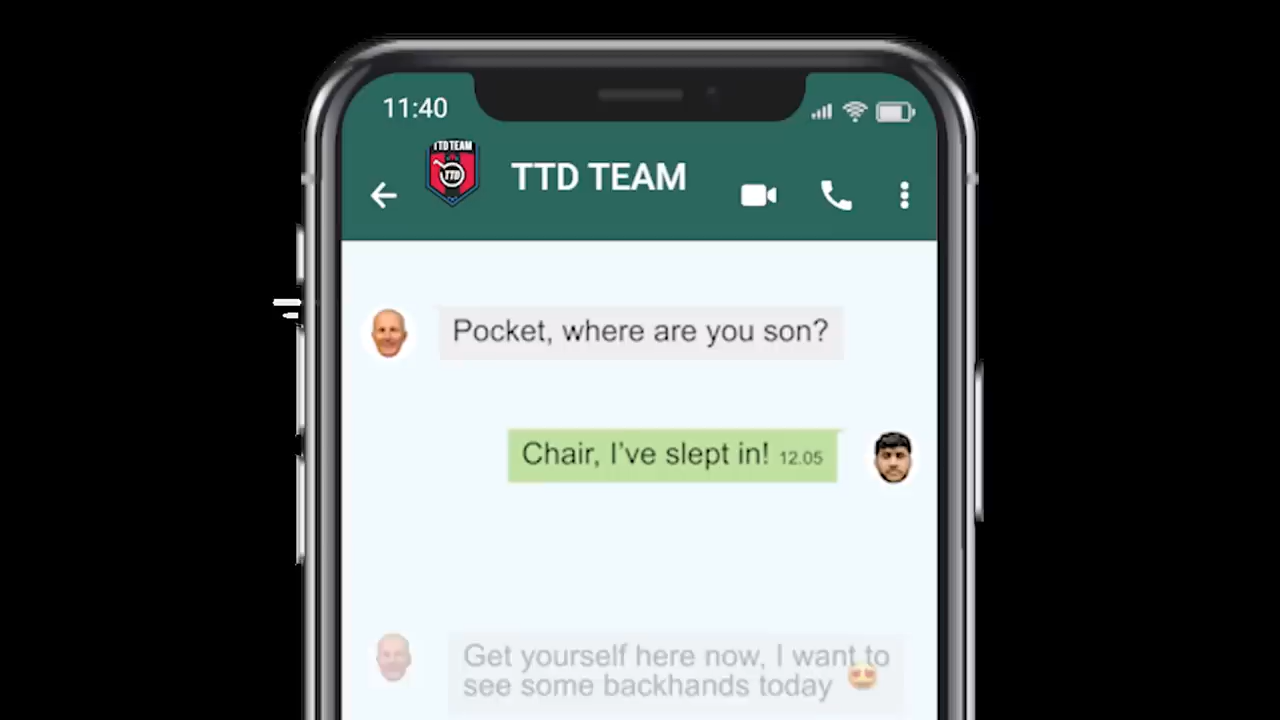 11:40
TTD TEAM
TTD
TTD TEAM
Pocket, where are you son?
Chair, I’ve slept in! 12.05
Get yourself here now, I want to
see some backhands today 😍